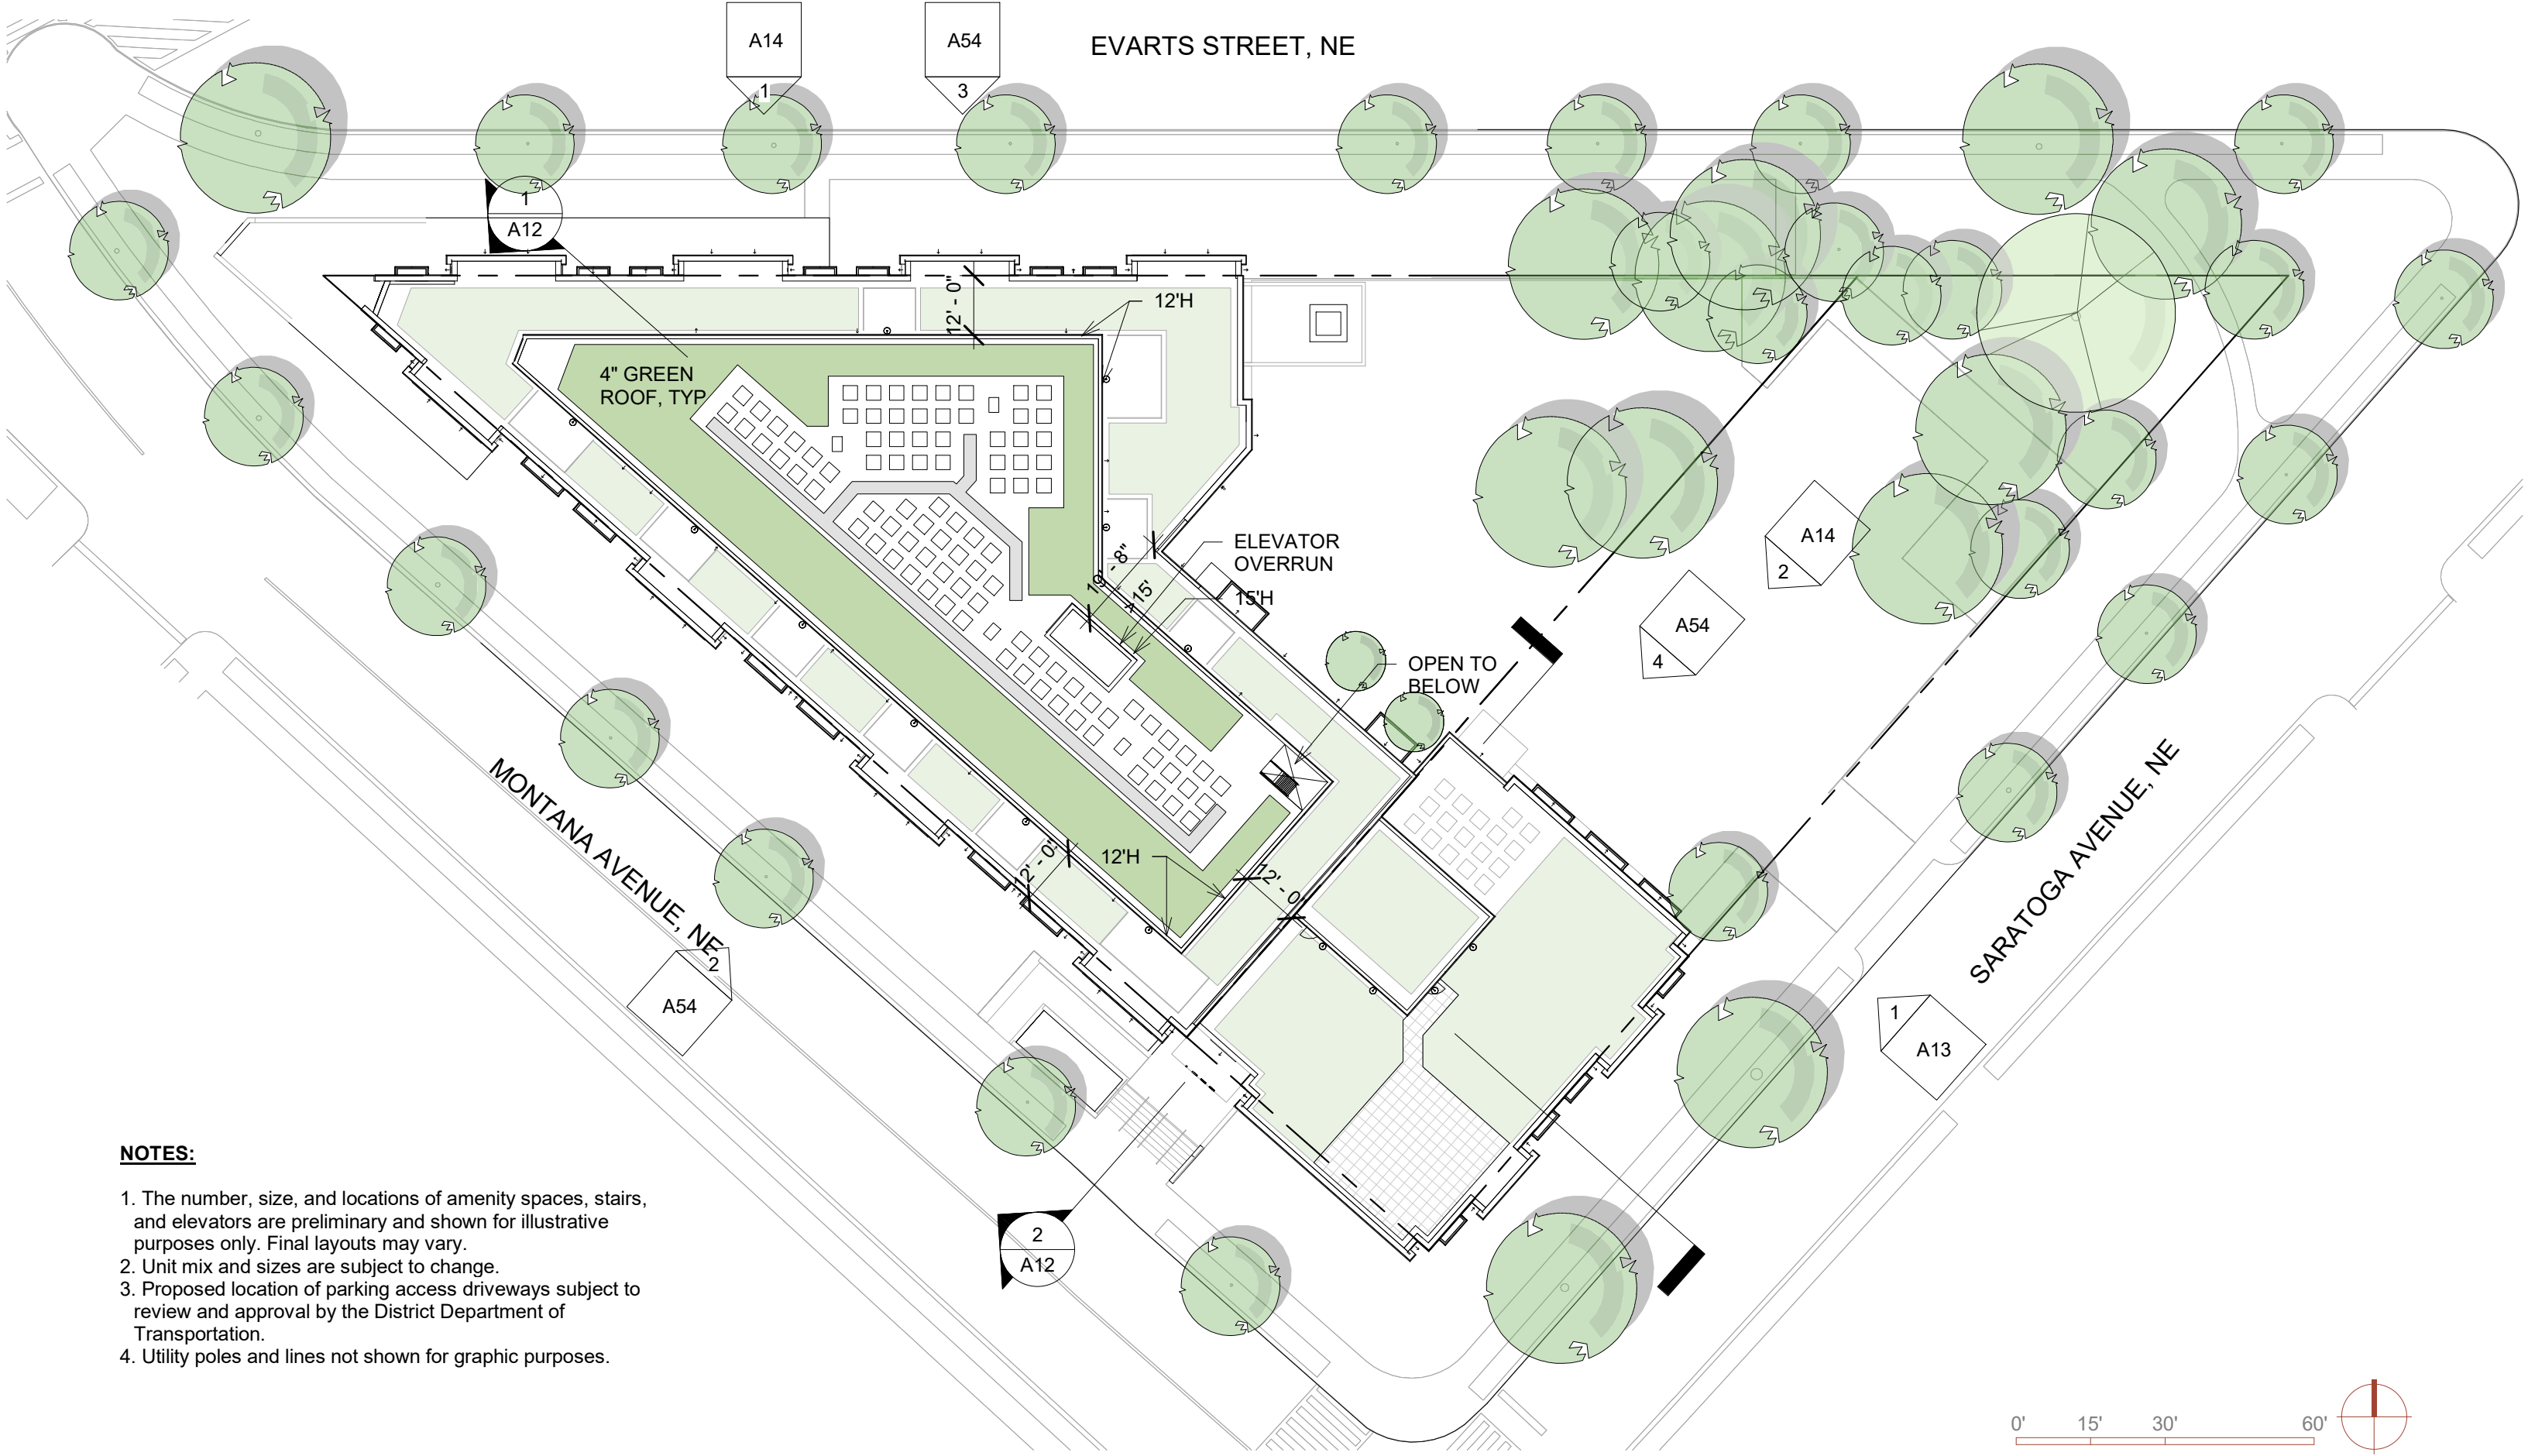 A14
1
A54
3
EVARTS STREET, NE
1
A12
12' - 0"
12'H
4" GREEN
ROOF, TYP
ELEVATOR
OVERRUN
19' - 8"
15'
15'H
A14
2
A54
4
OPEN TO
BELOW
MONTANA AVENUE, NE
SARATOGA AVENUE, NE
12'H
12' - 0"
12' - 0"
2
A54
1
A13
2
A12
NOTES:
1. The number, size, and locations of amenity spaces, stairs,
and elevators are preliminary and shown for illustrative
purposes only. Final layouts may vary.
2. Unit mix and sizes are subject to change.
3. Proposed location of parking access driveways subject to
review and approval by the District Department of
Transportation.
4. Utility poles and lines not shown for graphic purposes.
0' 15' 30' 60'